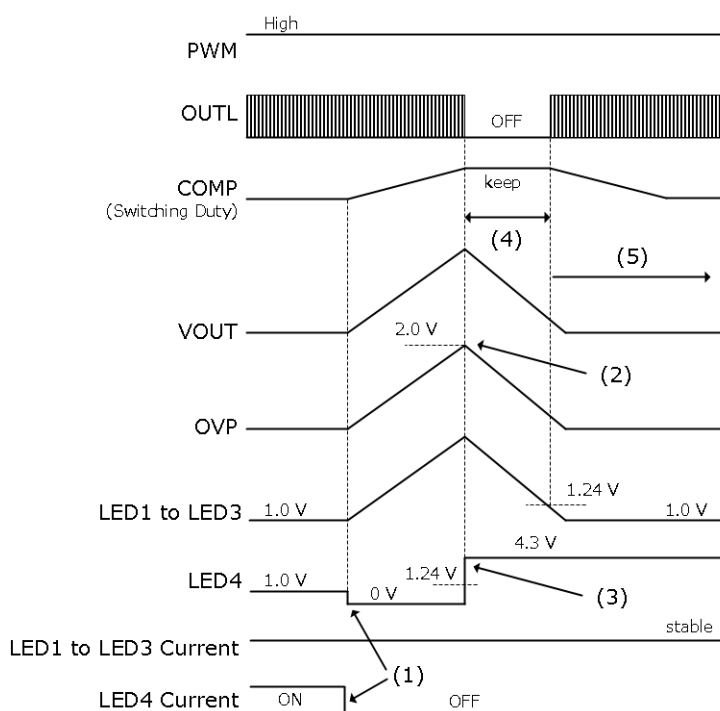 High
PWM
OUTL
OFF
COMP
(Switching Duty)
keep
(4)
(5)
VOUT
2.0 V
(2)
OVP
1.24 V
LED1 to LED3
1.0 V
1.0 V
4.3 V
LED4
1.0 V
1.24 V
0 V
(3)
stable
LED1 to LED3 Current
(1)
LED4 Current
ON
OFF